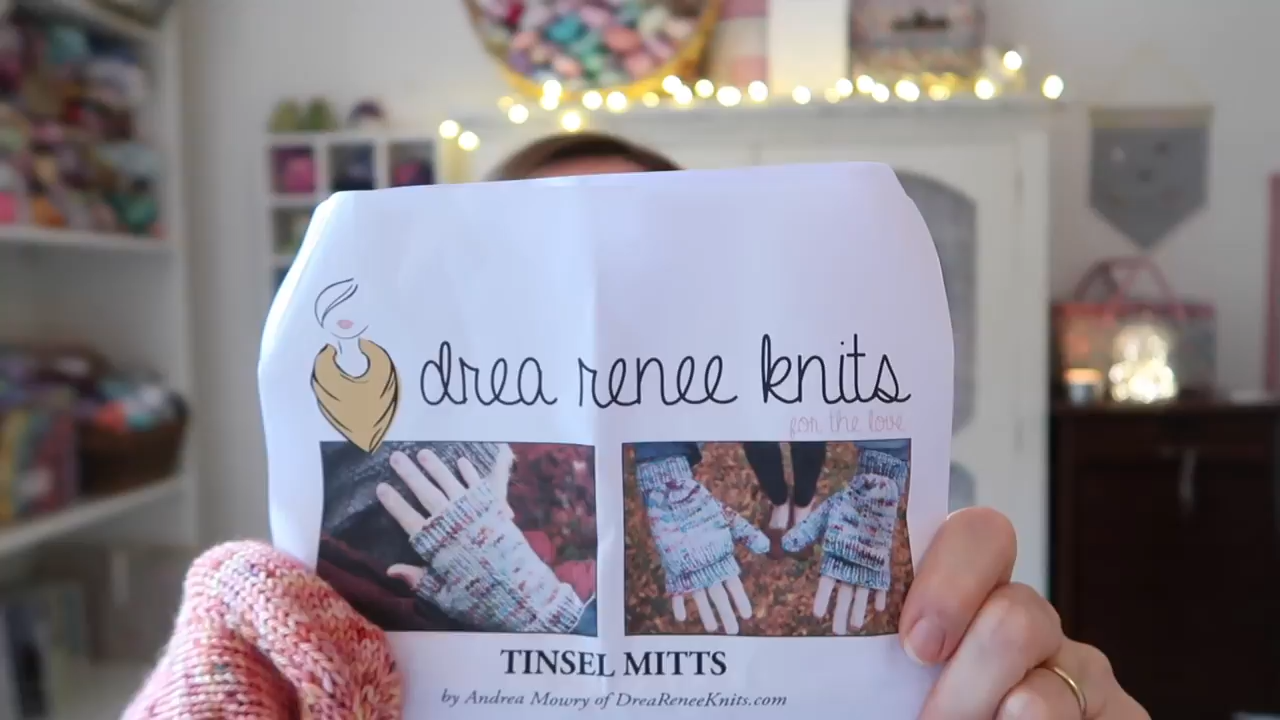 drea renee knits
for the love
TINSEL MITTS
by Andrea Mowry of DreaReneeKnits.com